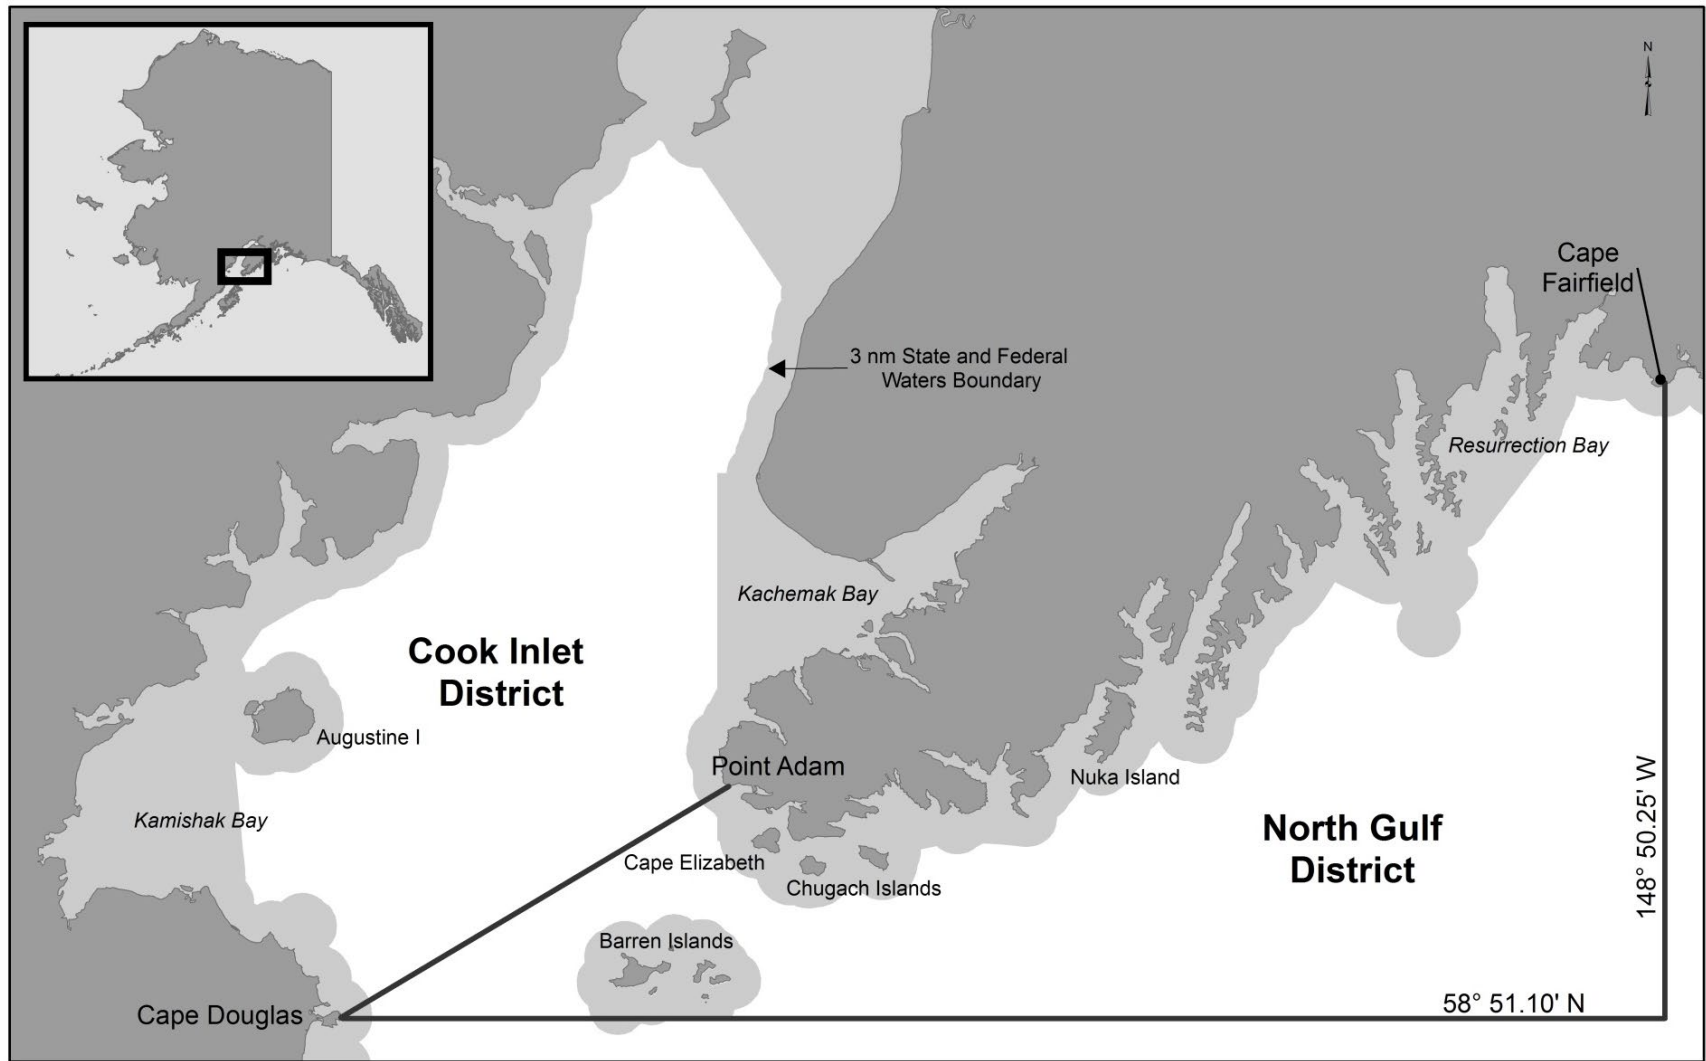 N
Cape
Fairfield
3 nm State and Federal
Waters Boundary
Resurrection Bay
Kachemak Bay
Cook Inlet
District
Augustine I
Point Adam
Nuka Island
Kamishak Bay
North Gulf
District
148° 50.25' W
Cape Elizabeth
Chugach Islands
Barren Islands
58° 51.10' N
Cape Douglas